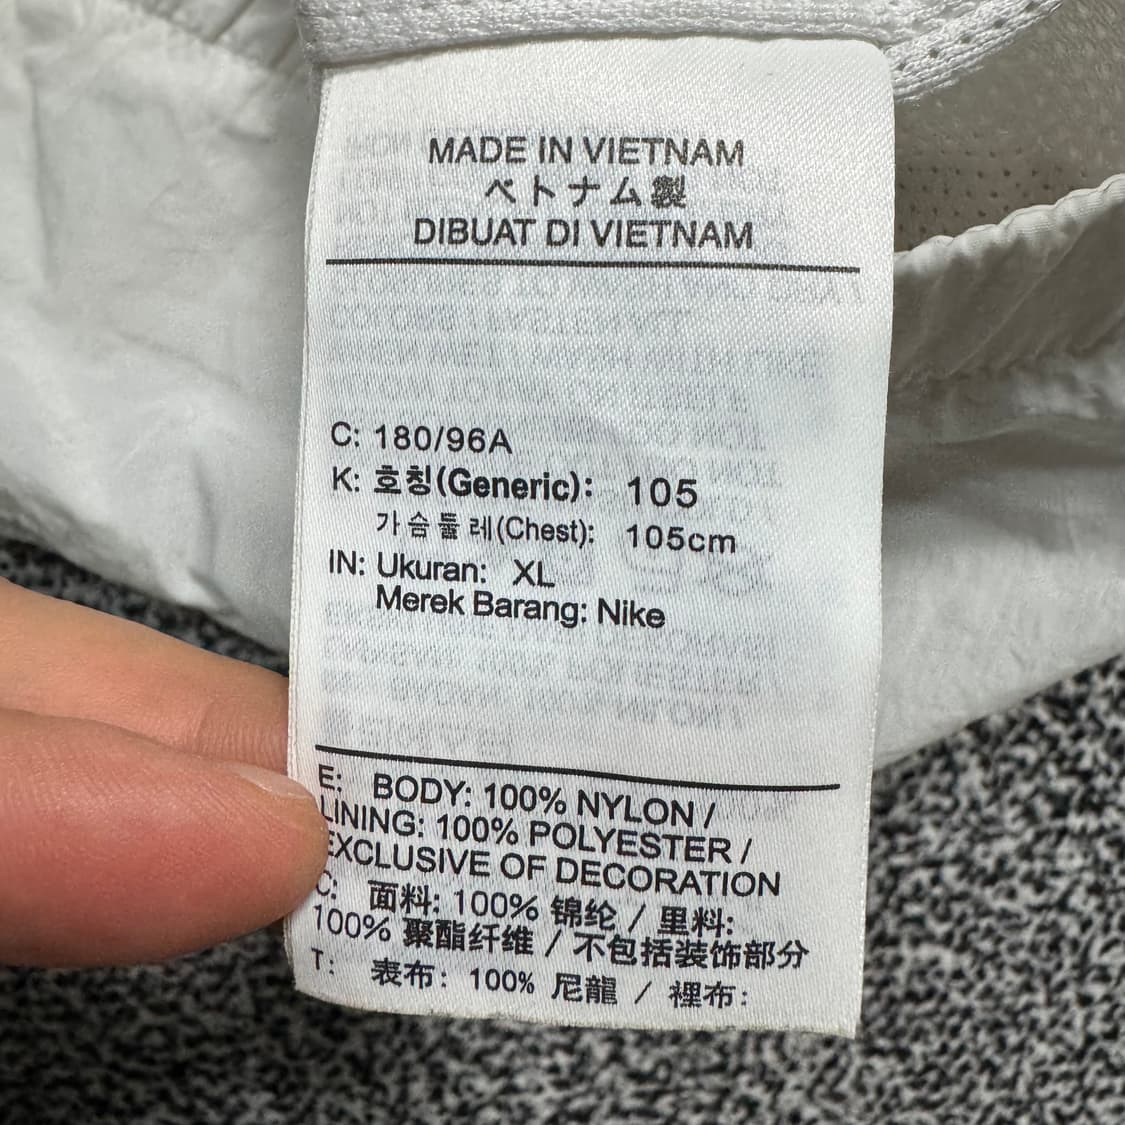 MADE IN VIETNAM
ベトナム製
DIBUAT DI VIETNAM
C: 180/96A
K: 호칭(Generic): 105
가슴둘레(Chest): 105cm
IN: Ukuran: XL
Merek Barang: Nike
E: BODY: 100% NYLON /
LINING: 100% POLYESTER /
EXCLUSIVE OF DECORATION
C: 面料: 100% 锦纶 / 里料:
100% 聚酯纤维 / 不包括装饰部分
T: 表布: 100% 尼龍 / 裡布: